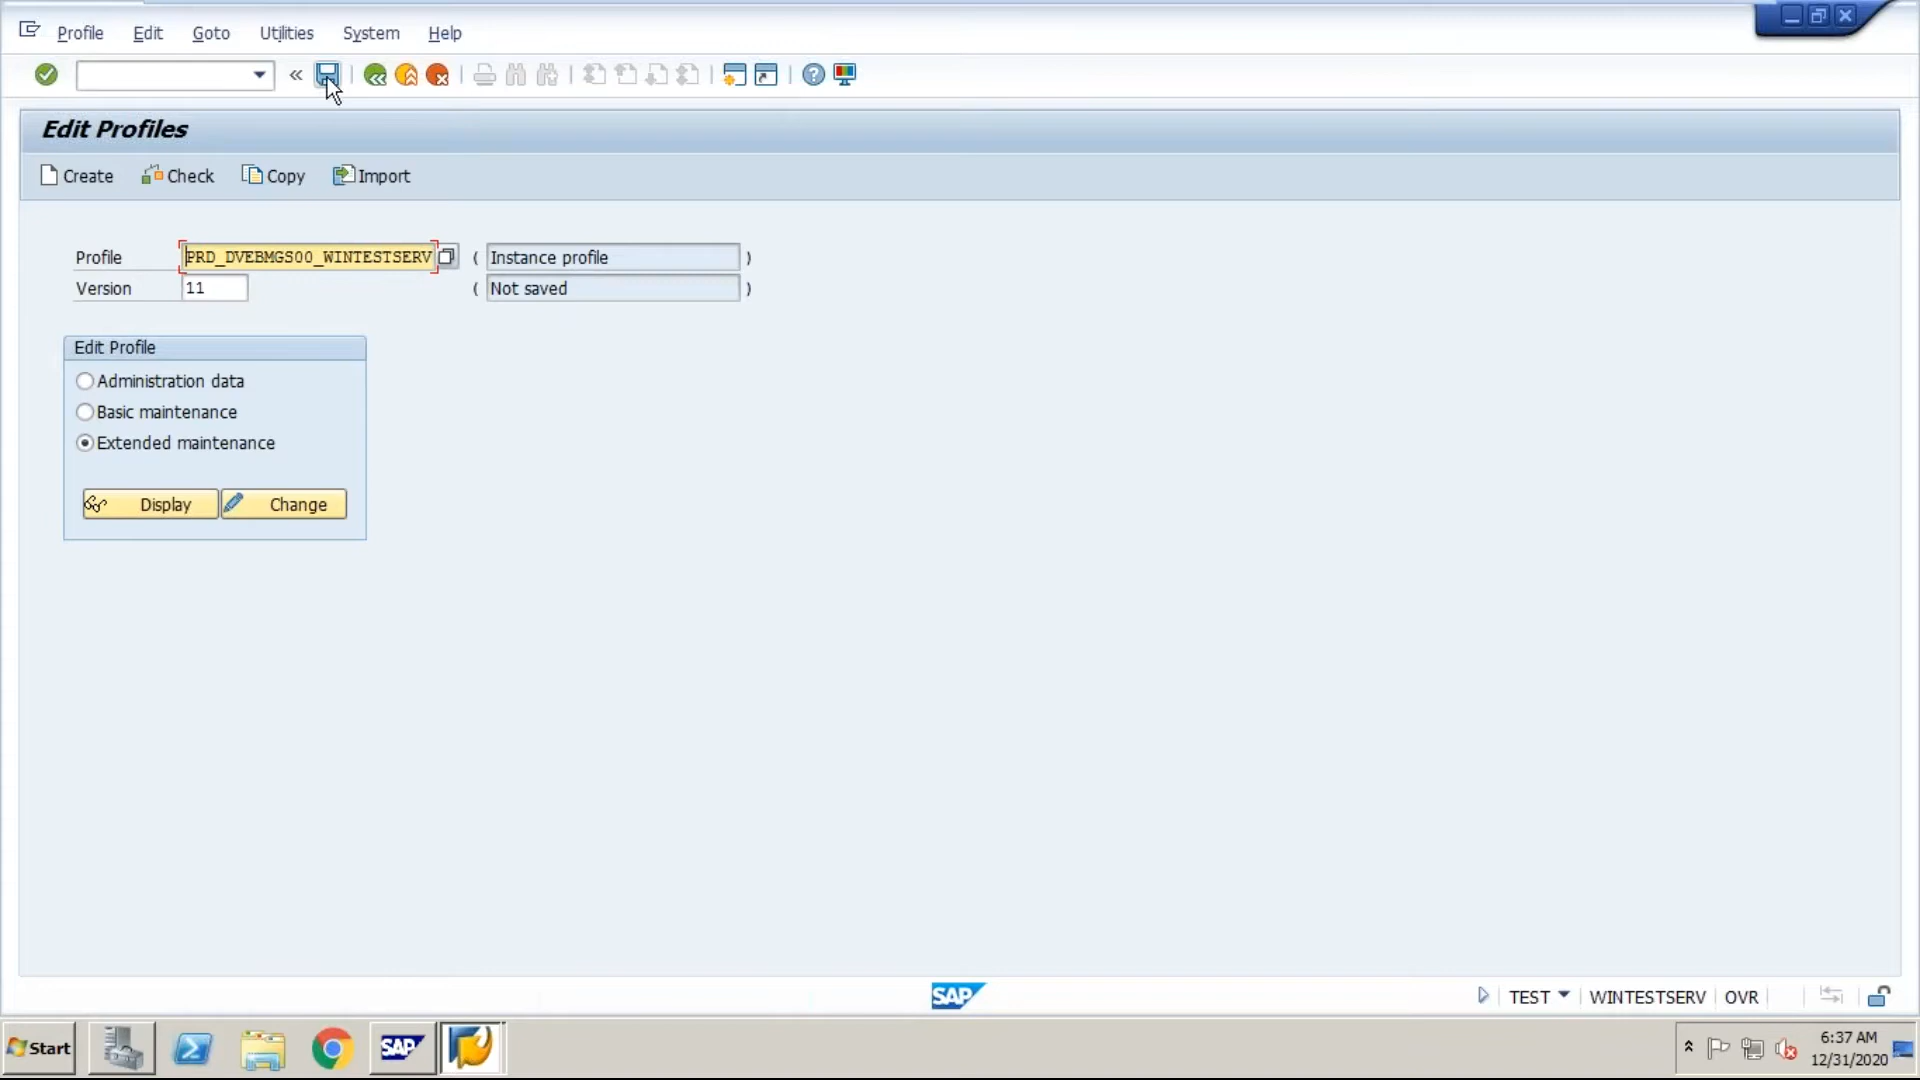 Profile Edit Goto Utilities System Help
Edit Profiles
Create Check Copy Import
Profile PRD_DVEBMGS00_WINTESTSERV ( Instance profile )
Version 11 ( Not saved )
Edit Profile
Administration data
Basic maintenance
Extended maintenance
Display Change
SAP TEST WINTESTSERV OVR
Start SAP 6:37 AM
12/31/2020